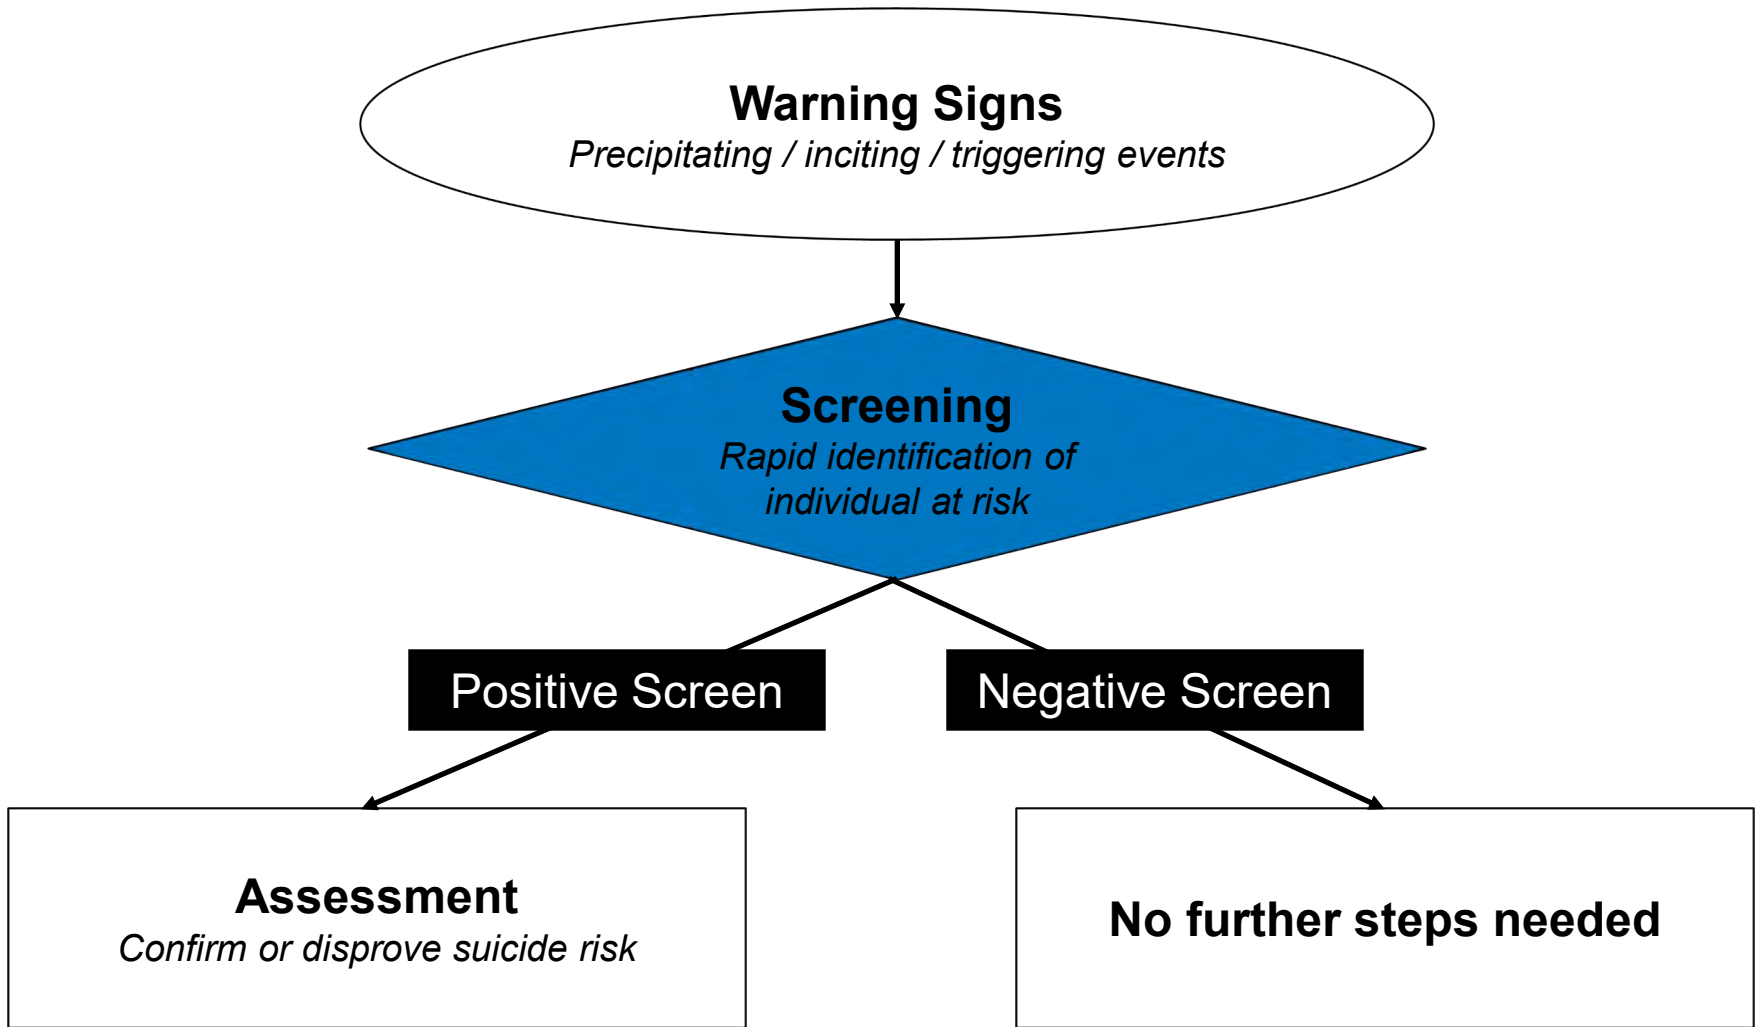 Warning Signs
Precipitating / inciting / triggering events
Screening
Rapid identification of
individual at risk
Positive Screen
Negative Screen
Assessment
Confirm or disprove suicide risk
No further steps needed